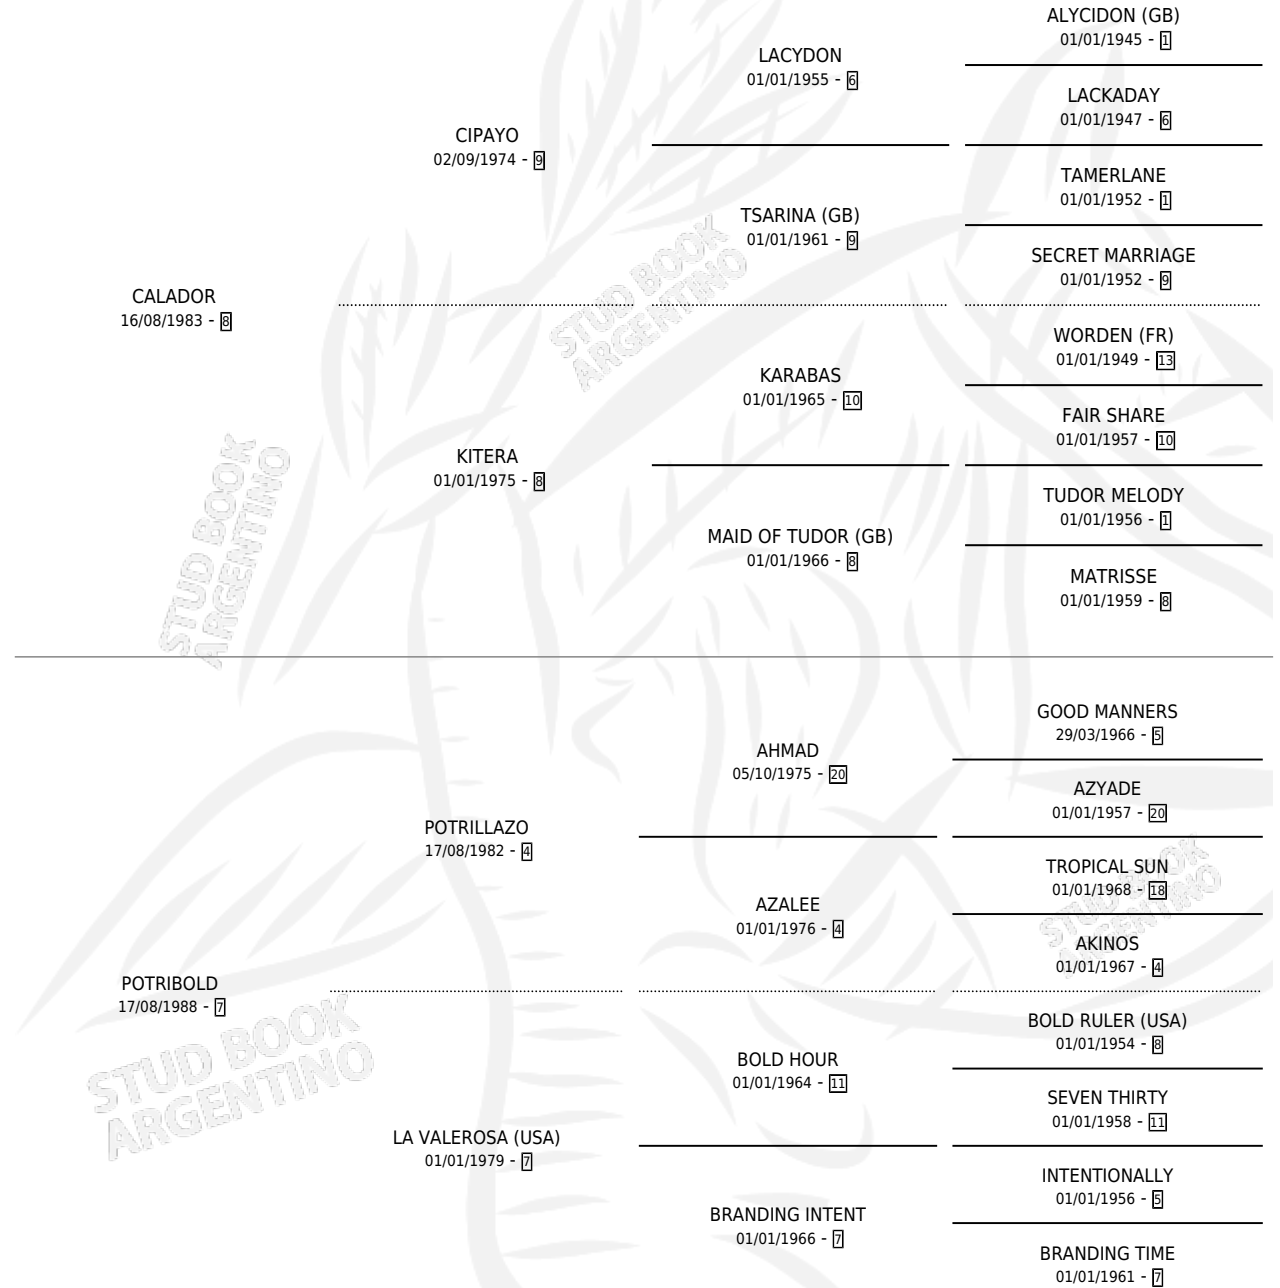 ALYCIDON (GB)
01/01/1945 - 1
LACYDON
01/01/1955 - 6
LACKADAY
01/01/1947 - 6
CIPAYO
02/09/1974 - 9
TAMERLANE
01/01/1952 - 1
TSARINA (GB)
01/01/1961 - 9
SECRET MARRIAGE
01/01/1952 - 9
CALADOR
16/08/1983 - 8
STUD BOOK
ARGENTINO
WORDEN (FR)
01/01/1949 - 13
KARABAS
01/01/1965 - 10
FAIR SHARE
01/01/1957 - 10
KITERA
01/01/1975 - 8
TUDOR MELODY
01/01/1956 - 1
MAID OF TUDOR (GB)
01/01/1966 - 8
MATRISSE
01/01/1959 - 8
STUD BOOK
ARGENTINO
GOOD MANNERS
29/03/1966 - 5
AHMAD
05/10/1975 - 20
AZYADE
01/01/1957 - 20
POTRILLAZO
17/08/1982 - 4
TROPICAL SUN
01/01/1968 - 18
AZALEE
01/01/1976 - 4
STUD BOOK
ARGENTINO
AKINOS
01/01/1967 - 4
POTRIBOLD
17/08/1988 - 7
BOLD RULER (USA)
01/01/1954 - 8
BOLD HOUR
01/01/1964 - 11
SEVEN THIRTY
01/01/1958 - 11
STUD BOOK
ARGENTINO
LA VALEROSA (USA)
01/01/1979 - 7
INTENTIONALLY
01/01/1956 - 5
BRANDING INTENT
01/01/1966 - 7
BRANDING TIME
01/01/1961 - 7